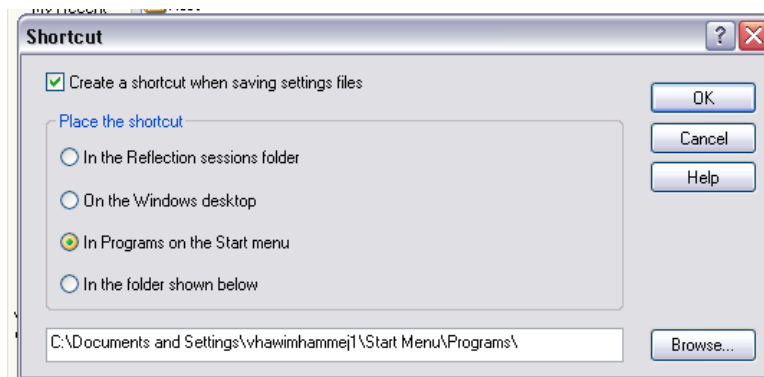 My Recent
Shortcut
Create a shortcut when saving settings files
OK
Place the shortcut
Cancel
In the Reflection sessions folder
Help
On the Windows desktop
In Programs on the Start menu
In the folder shown below
C:\Documents and Settings\vhawimhammej1\Start Menu\Programs\
Browse...